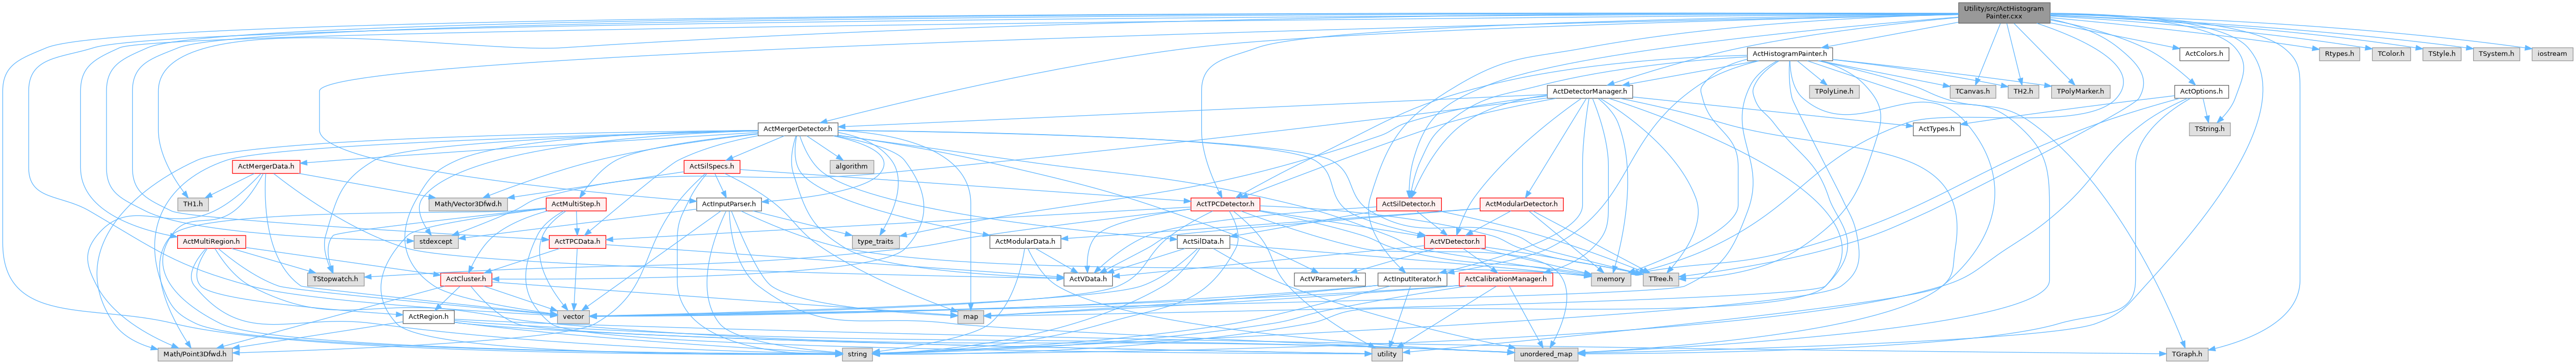 Utility/src/ActHistogram
Painter.cxx
ActHistogramPainter.h
ActColors.h
Rtypes.h
TColor.h
TStyle.h
TSystem.h
iostream
ActDetectorManager.h
TPolyLine.h
TCanvas.h
TH2.h
TPolyMarker.h
ActOptions.h
ActMergerDetector.h
ActTypes.h
TString.h
ActMergerData.h
ActSilSpecs.h
algorithm
TH1.h
Math/Vector3Dfwd.h
ActMultiStep.h
ActInputParser.h
ActTPCDetector.h
ActSilDetector.h
ActModularDetector.h
ActMultiRegion.h
stdexcept
ActTPCData.h
type_traits
ActModularData.h
ActSilData.h
ActVDetector.h
TStopwatch.h
ActCluster.h
ActVData.h
ActVParameters.h
ActInputIterator.h
ActCalibrationManager.h
memory
TTree.h
ActRegion.h
vector
map
Math/Point3Dfwd.h
string
utility
unordered_map
TGraph.h